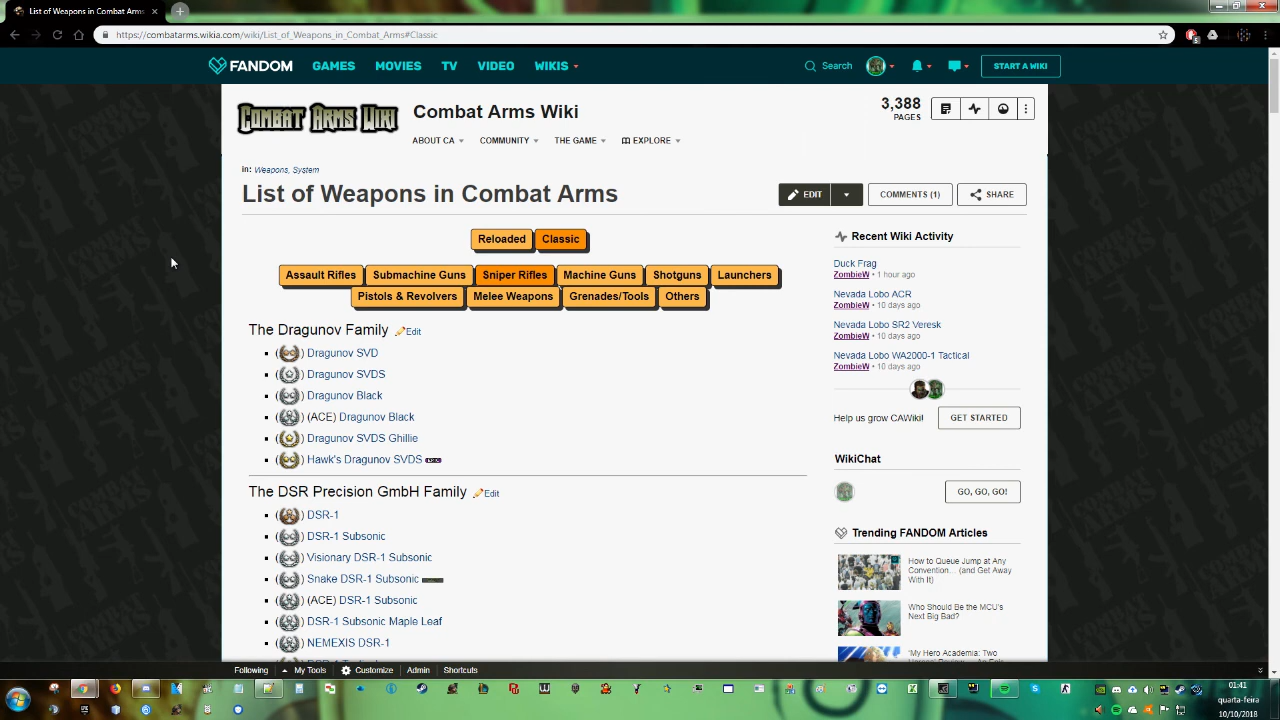 List of Weapons in Combat Arms
https://combatarms.wikia.com/wiki/List_of_Weapons_in_Combat_Arms#Classic
FANDOM GAMES MOVIES TV VIDEO WIKIS Search START A WIKI
COMBAT ARMS WIKI Combat Arms Wiki 3,388 PAGES
ABOUT CA COMMUNITY THE GAME EXPLORE
in: Weapons, System
List of Weapons in Combat Arms EDIT COMMENTS (1) SHARE
Reloaded Classic
Assault Rifles Submachine Guns Sniper Rifles Machine Guns Shotguns Launchers
Pistols & Revolvers Melee Weapons Grenades/Tools Others
The Dragunov Family Edit
( ) Dragunov SVD
( ) Dragunov SVDS
( ) Dragunov Black
( ) (ACE) Dragunov Black
( ) Dragunov SVDS Ghillie
( ) Hawk's Dragunov SVDS
The DSR Precision GmbH Family Edit
( ) DSR-1
( ) DSR-1 Subsonic
( ) Visionary DSR-1 Subsonic
( ) Snake DSR-1 Subsonic
( ) (ACE) DSR-1 Subsonic
( ) DSR-1 Subsonic Maple Leaf
( ) NEMEXIS DSR-1
Recent Wiki Activity
Duck Frag
ZombieW • 1 hour ago
Nevada Lobo ACR
ZombieW • 10 days ago
Nevada Lobo SR2 Veresk
ZombieW • 10 days ago
Nevada Lobo WA2000-1 Tactical
ZombieW • 10 days ago
Help us grow CAWiki! GET STARTED
WikiChat
GO, GO, GO!
Trending FANDOM Articles
How to Queue Jump at Any
Convention... (and Get Away
With It)
Who Should Be the MCU's
Next Big Bad?
"My Hero Academia: Two
Following My Tools Customize Admin Shortcuts
01:41
quarta-feira
10/10/2018